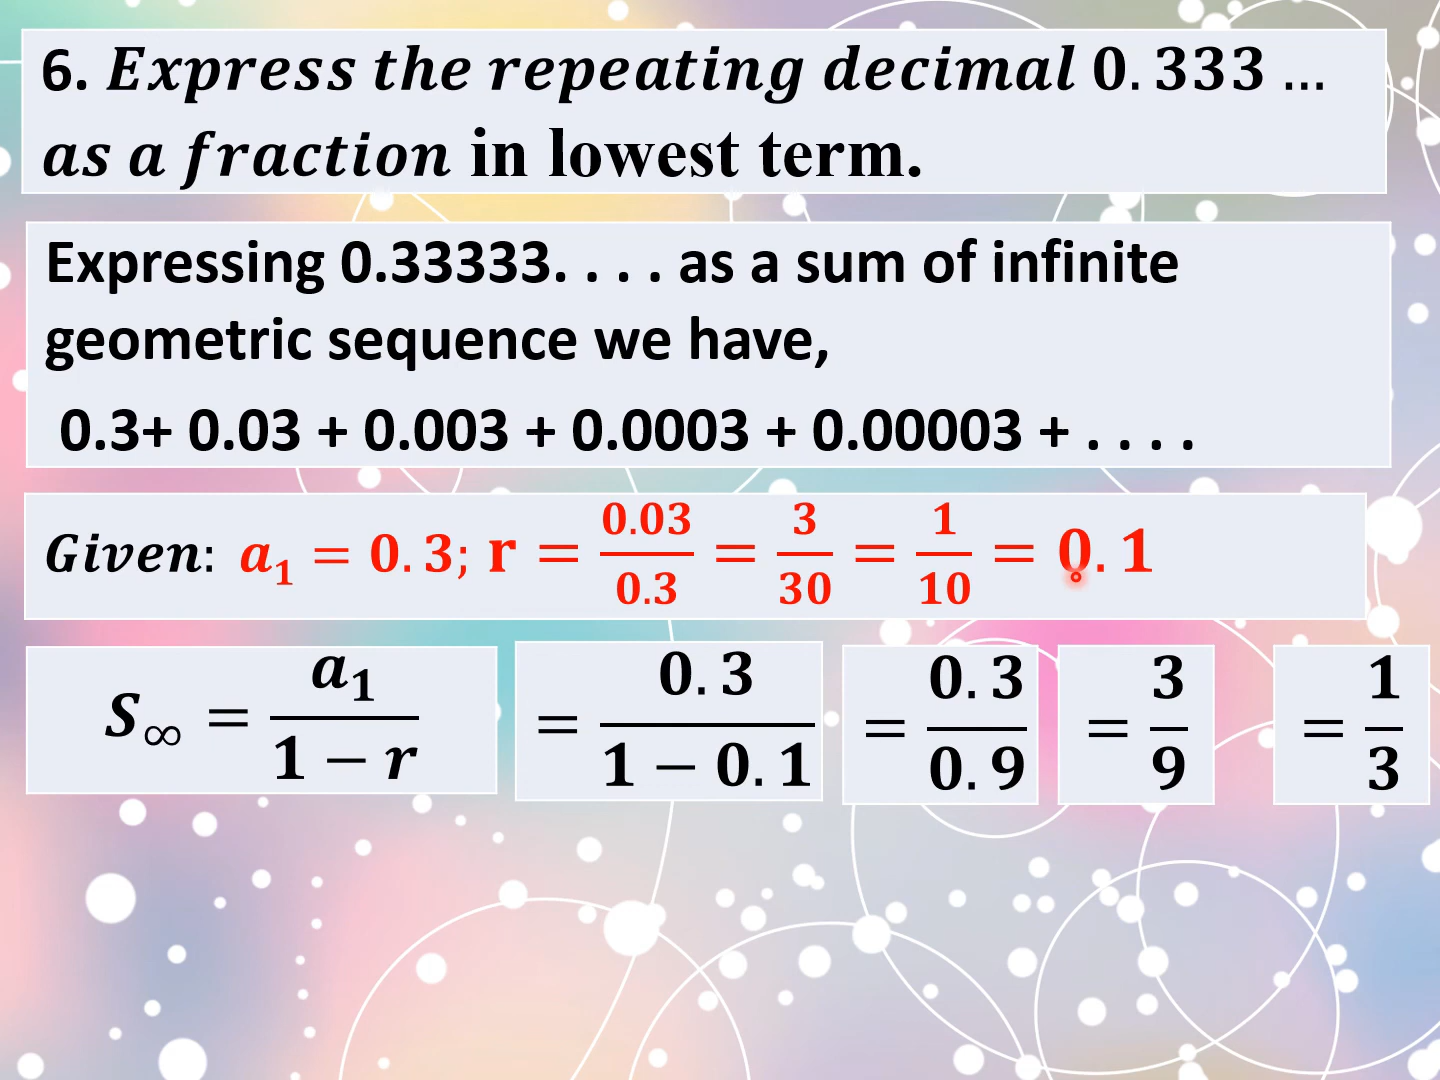 6. Express the repeating decimal 0.333 ...
as a fraction in lowest term.
Expressing 0.33333. . . . as a sum of infinite
geometric sequence we have,
0.3+ 0.03 + 0.003 + 0.0003 + 0.00003 + . . . .
Given: a₁ = 0.3; r = 0.03/0.3 = 3/30 = 1/10 = 0.1
S∞ = a₁/(1 − r) = 0.3/(1 − 0.1) = 0.3/0.9 = 3/9 = 1/3